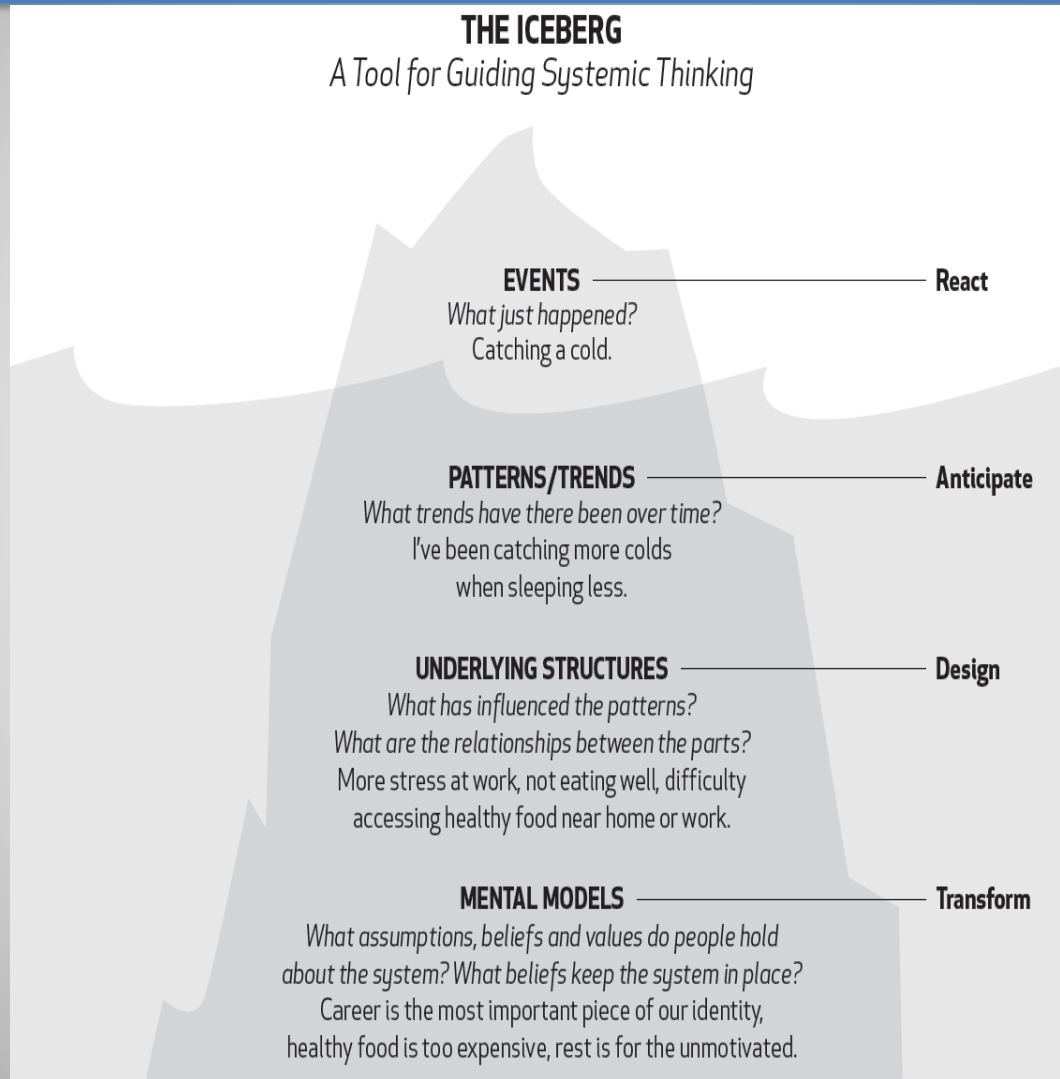 THE ICEBERG
A Tool for Guiding Systemic Thinking
EVENTS
React
What just happened?
Catching a cold.
PATTERNS/TRENDS
Anticipate
What trends have there been over time?
I've been catching more colds
when sleeping less.
UNDERLYING STRUCTURES
Design
What has influenced the patterns?
What are the relationships between the parts?
More stress at work, not eating well, difficulty
accessing healthy food near home or work.
MENTAL MODELS
Transform
What assumptions, beliefs and values do people hold
about the system? What beliefs keep the system in place?
Career is the most important piece of our identity,
healthy food is too expensive, rest is for the unmotivated.